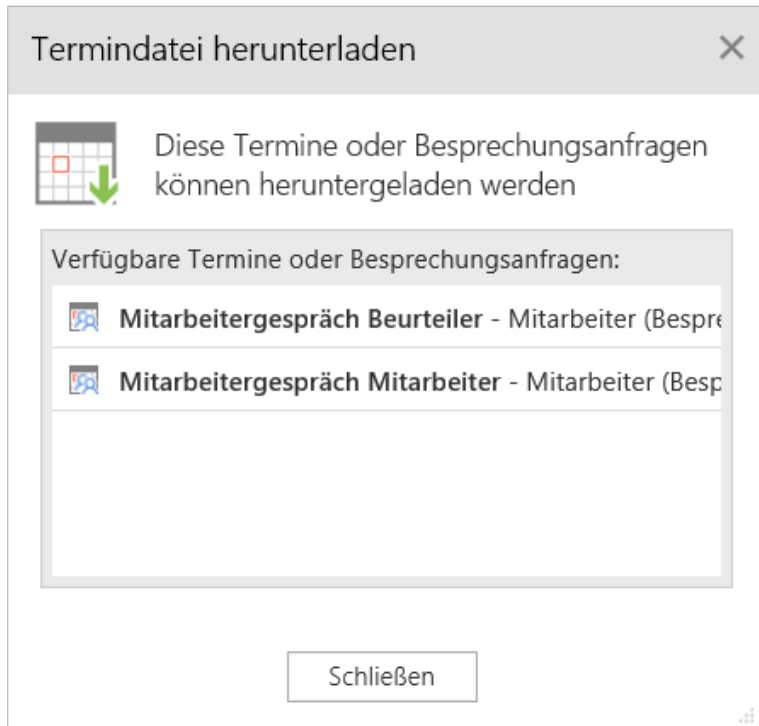 Termindatei herunterladen
Diese Termine oder Besprechungsanfragen
können heruntergeladen werden
Verfügbare Termine oder Besprechungsanfragen:
Mitarbeitergespräch Beurteiler - Mitarbeiter (Bespre
Mitarbeitergespräch Mitarbeiter - Mitarbeiter (Besp
Schließen